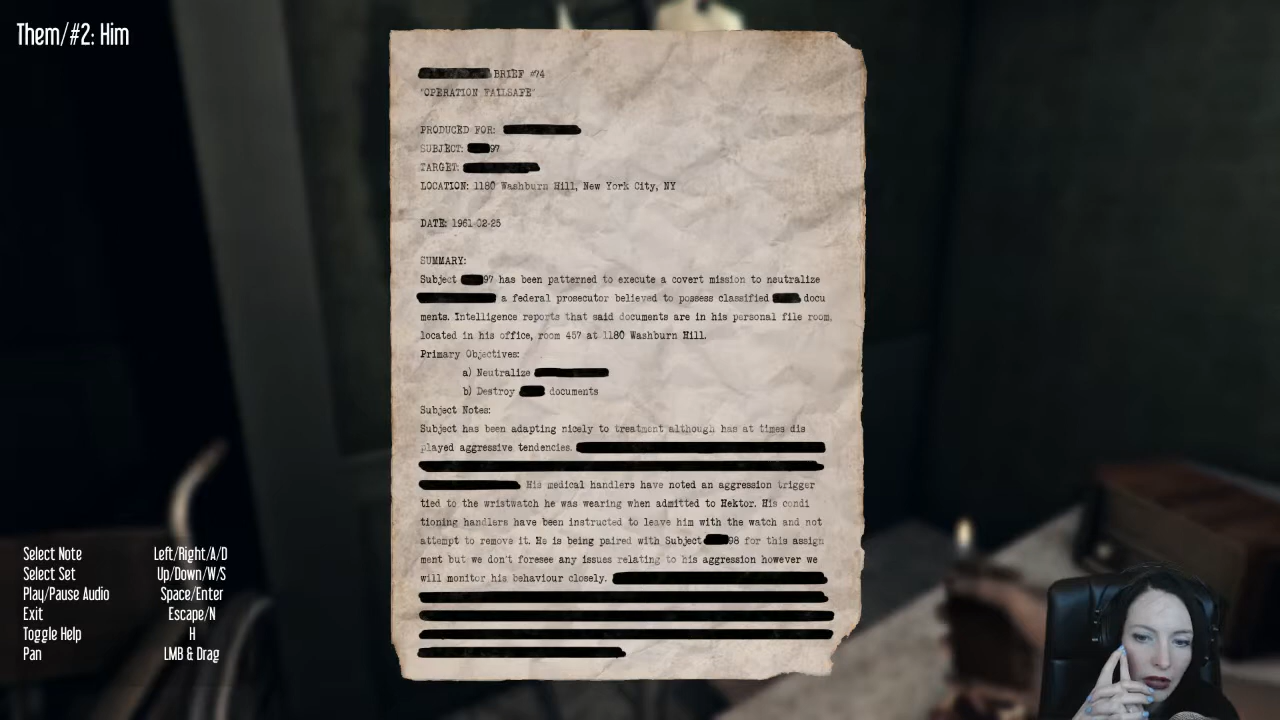 Them/#2: Him
BRIEF #74
"OPERATION FAILSAFE"
PRODUCED FOR:
SUBJECT: 97
TARGET:
LOCATION: 1180 Washburn Hill, New York City, NY
DATE: 1961-02-25
SUMMARY:
Subject 97 has been patterned to execute a covert mission to neutralize
a federal prosecutor believed to possess classified docu
ments. Intelligence reports that said documents are in his personal file room,
located in his office, room 457 at 1180 Washburn Hill.
Primary Objectives:
a) Neutralize
b) Destroy documents
Subject Notes:
Subject has been adapting nicely to treatment although has at times dis
played aggressive tendencies.
His medical handlers have noted an aggression trigger
tied to the wristwatch he was wearing when admitted to Hektor. His condi
tioning handlers have been instructed to leave him with the watch and not
attempt to remove it. He is being paired with Subject 98 for this assign
ment but we don't foresee any issues relating to his aggression however we
will monitor his behaviour closely.
Select Note Left/Right/A/D
Select Set Up/Down/W/S
Play/Pause Audio Space/Enter
Exit Escape/N
Toggle Help H
Pan LMB & Drag